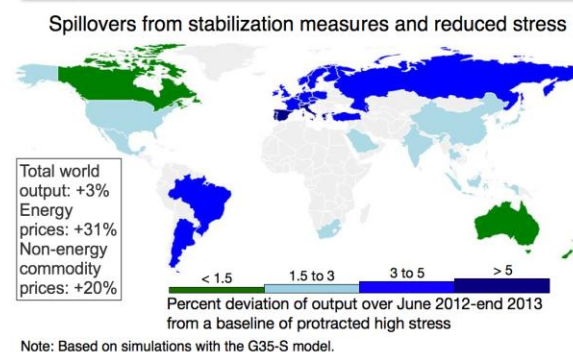 Spillovers from stabilization measures and reduced stress
Total world
output: +3%
Energy
prices: +31%
Non-energy
commodity
prices: +20%
< 1.5
1.5 to 3
3 to 5
> 5
Percent deviation of output over June 2012-end 2013
from a baseline of protracted high stress
Note: Based on simulations with the G35-S model.